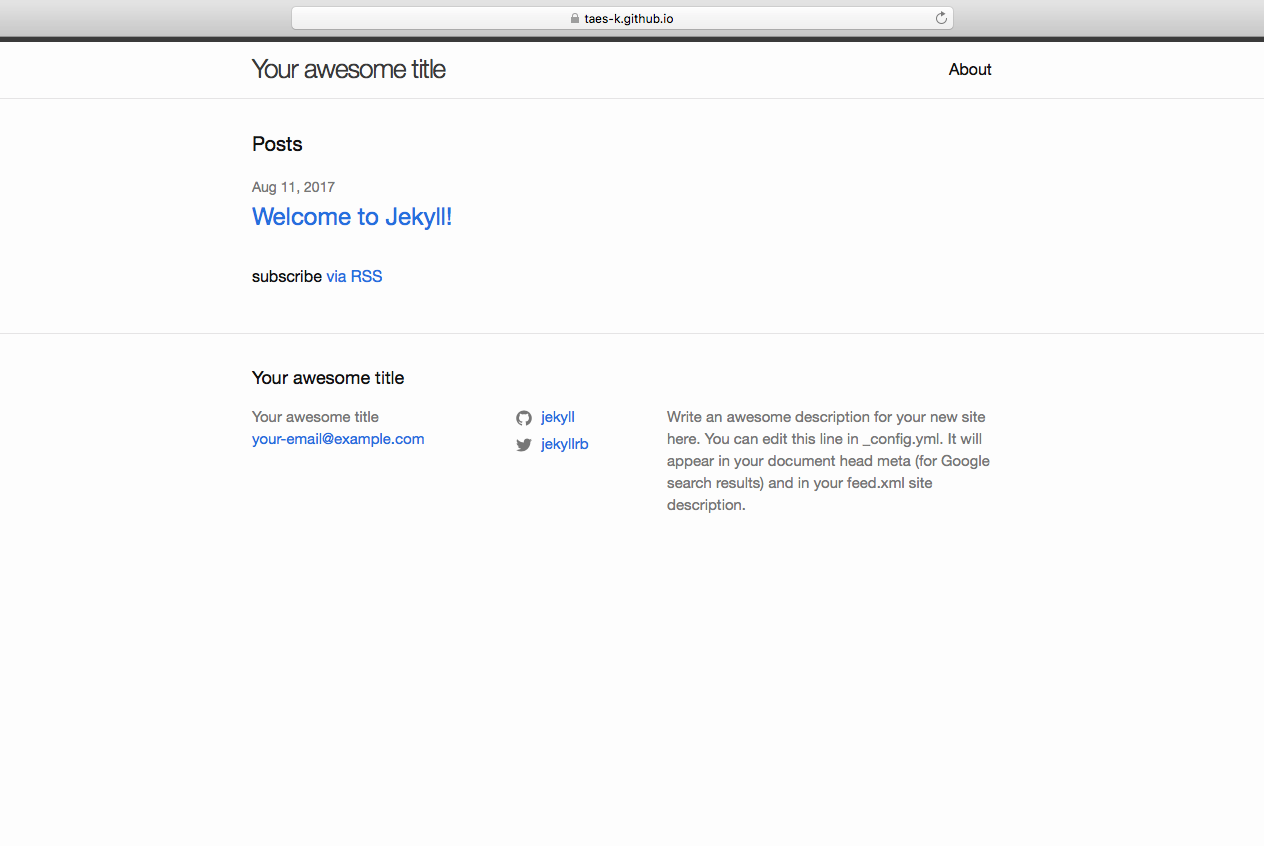 taes-k.github.io
Your awesome title
About
Posts
Aug 11, 2017
Welcome to Jekyll!
subscribe via RSS
Your awesome title
Your awesome title
your-email@example.com
jekyll
jekyllrb
Write an awesome description for your new site
here. You can edit this line in _config.yml. It will
appear in your document head meta (for Google
search results) and in your feed.xml site
description.